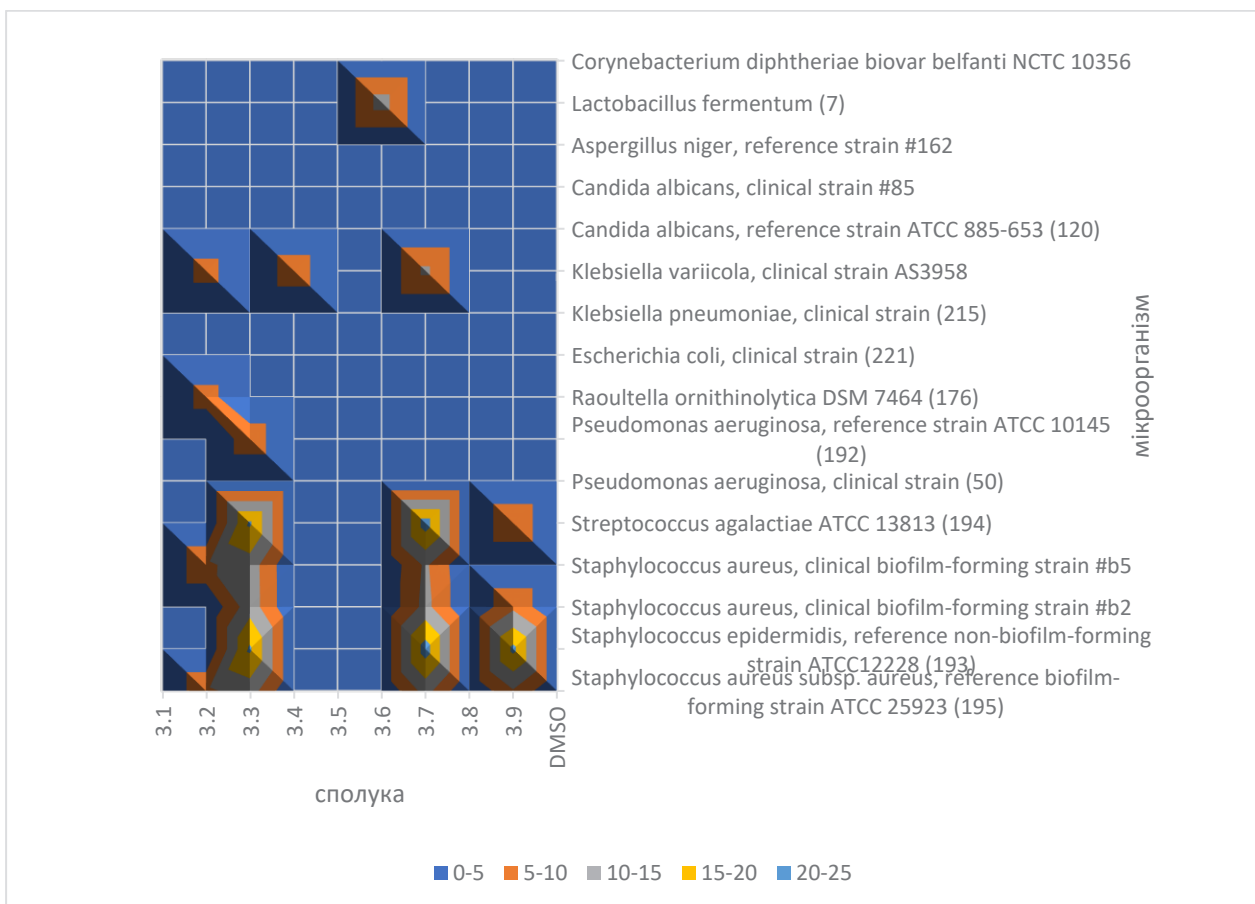 Corynebacterium diphtheriae biovar belfanti NCTC 10356
Lactobacillus fermentum (7)
Aspergillus niger, reference strain #162
Candida albicans, clinical strain #85
Candida albicans, reference strain ATCC 885-653 (120)
Klebsiella variicola, clinical strain AS3958
Klebsiella pneumoniae, clinical strain (215)
Escherichia coli, clinical strain (221)
Raoultella ornithinolytica DSM 7464 (176)
Pseudomonas aeruginosa, reference strain ATCC 10145
(192)
Pseudomonas aeruginosa, clinical strain (50)
Streptococcus agalactiae ATCC 13813 (194)
Staphylococcus aureus, clinical biofilm-forming strain #b5
Staphylococcus aureus, clinical biofilm-forming strain #b2
Staphylococcus epidermidis, reference non-biofilm-forming
strain ATCC12228 (193)
Staphylococcus aureus subsp. aureus, reference biofilm-
forming strain ATCC 25923 (195)
мікроорганізм
3.1
3.2
3.3
3.4
3.5
3.6
3.7
3.8
3.9
DMSO
сполука
0-5
5-10
10-15
15-20
20-25